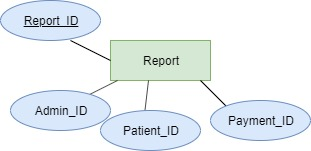 Report_ID
Report
Admin_ID
Patient_ID
Payment_ID